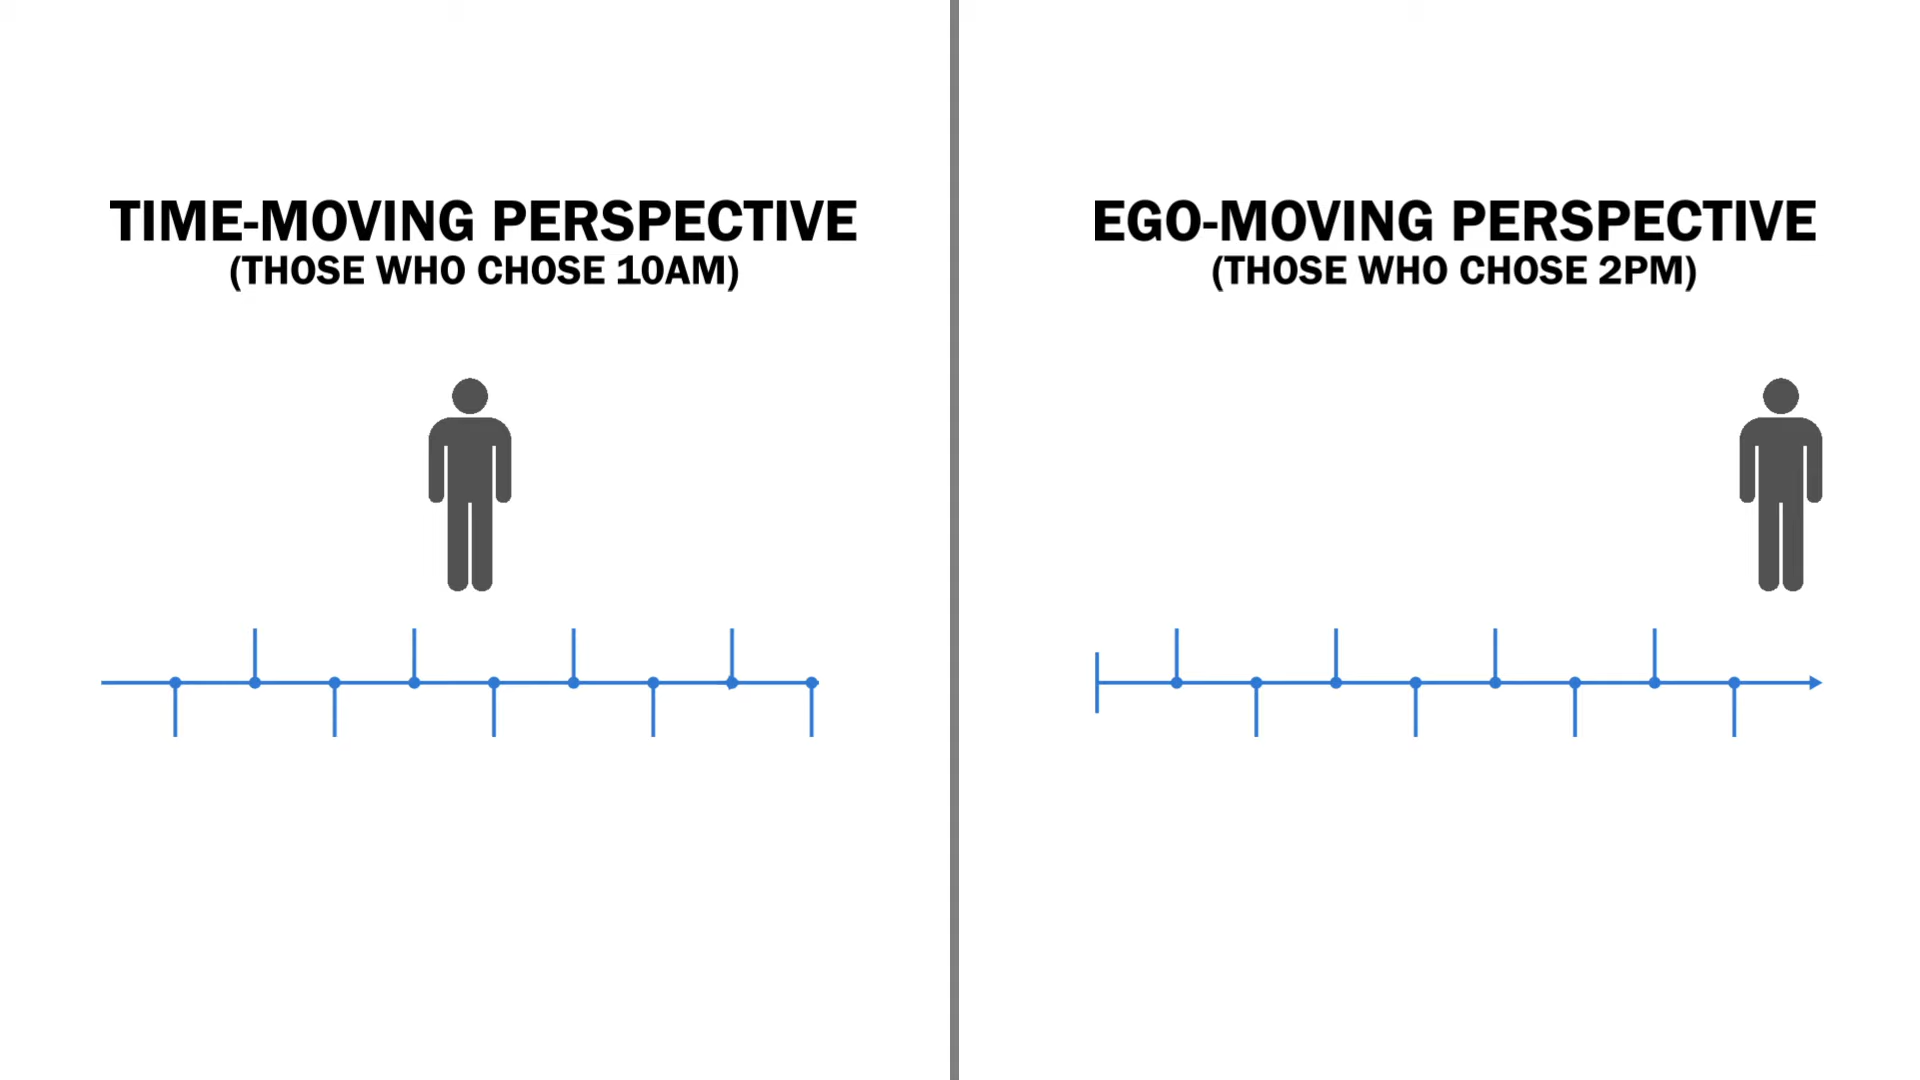 TIME-MOVING PERSPECTIVE
(THOSE WHO CHOSE 10AM)
EGO-MOVING PERSPECTIVE
(THOSE WHO CHOSE 2PM)